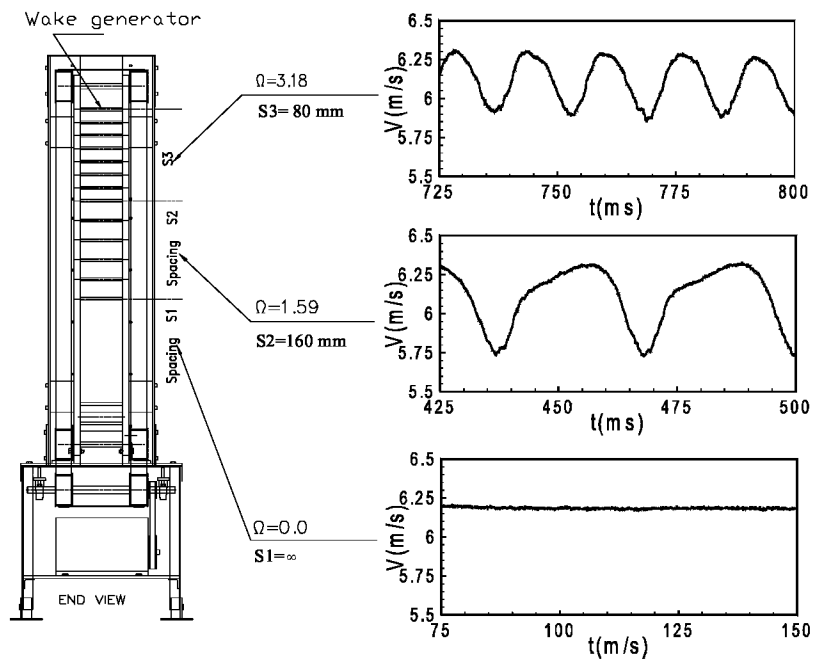 Wake generator
Ω=3.18
S3= 80 mm
S3
S2
Spacing
S1
Spacing
Ω=1.59
S2=160 mm
Ω=0.0
S1=∞
END VIEW
V(m/s)
6.5
6.25
6
5.75
5.5
725 750 775 800
t(ms)
V(m/s)
6.5
6.25
6
5.75
5.5
425 450 475 500
t(ms)
V(m/s)
6.5
6.25
6
5.75
5.5
75 100 125 150
t(m/s)